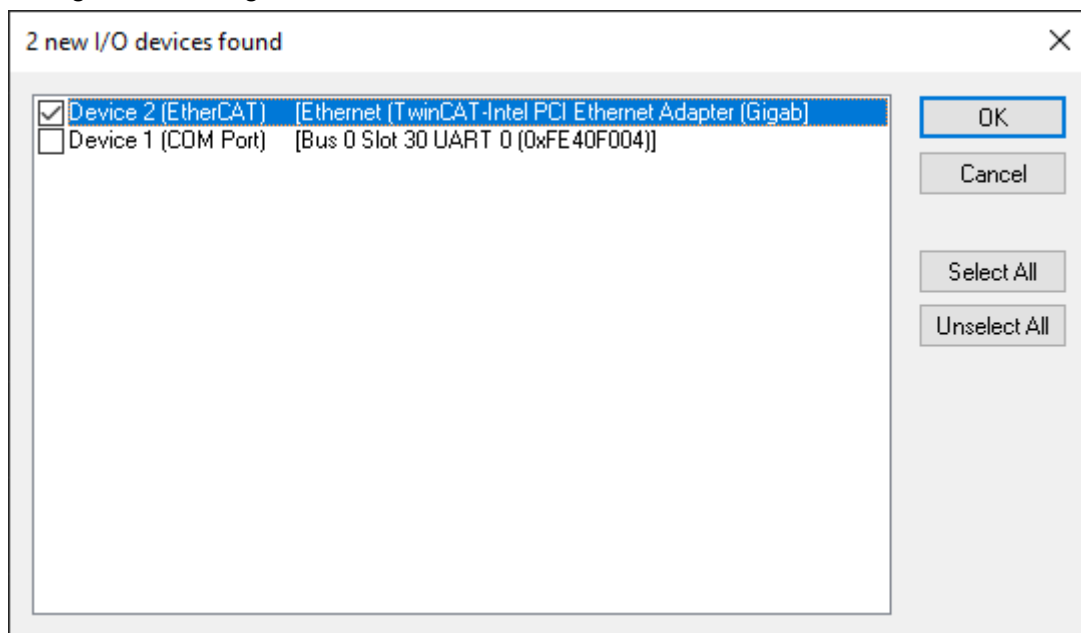 2 new I/O devices found
Device 2 (EtherCAT) [Ethernet (TwinCAT-Intel PCI Ethernet Adapter (Gigab]
Device 1 (COM Port) [Bus 0 Slot 30 UART 0 (0xFE40F004)]
OK
Cancel
Select All
Unselect All